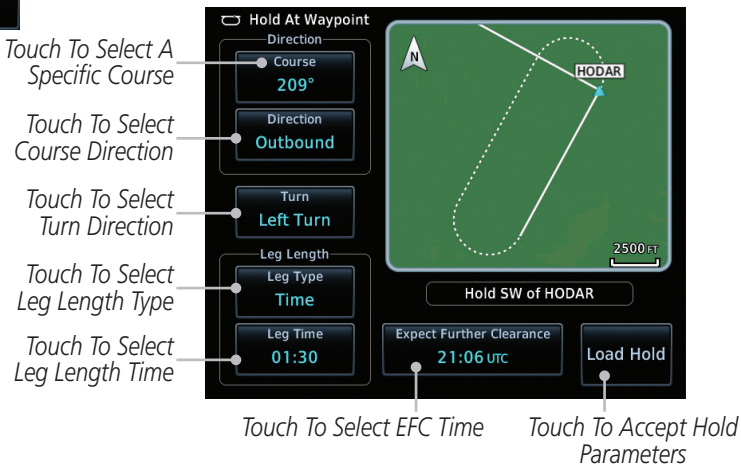 Hold At Waypoint
Touch To Select A
Specific Course
Direction
Course
209°
Touch To Select
Course Direction
Direction
Outbound
Touch To Select
Turn Direction
Turn
Left Turn
Leg Length
Touch To Select
Leg Length Type
Leg Type
Time
Touch To Select
Leg Length Time
Leg Time
01:30
N
HODAR
2500 FT
Hold SW of HODAR
Expect Further Clearance
21:06 UTC
Load Hold
Touch To Select EFC Time
Touch To Accept Hold
Parameters